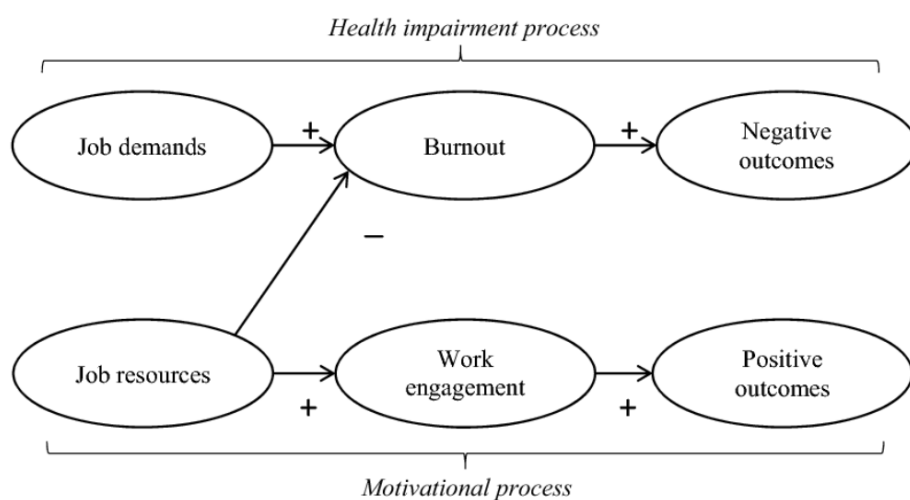 Health impairment process
Job demands
+
Burnout
+
Negative
outcomes
−
Job resources
+
Work
engagement
+
Positive
outcomes
Motivational process